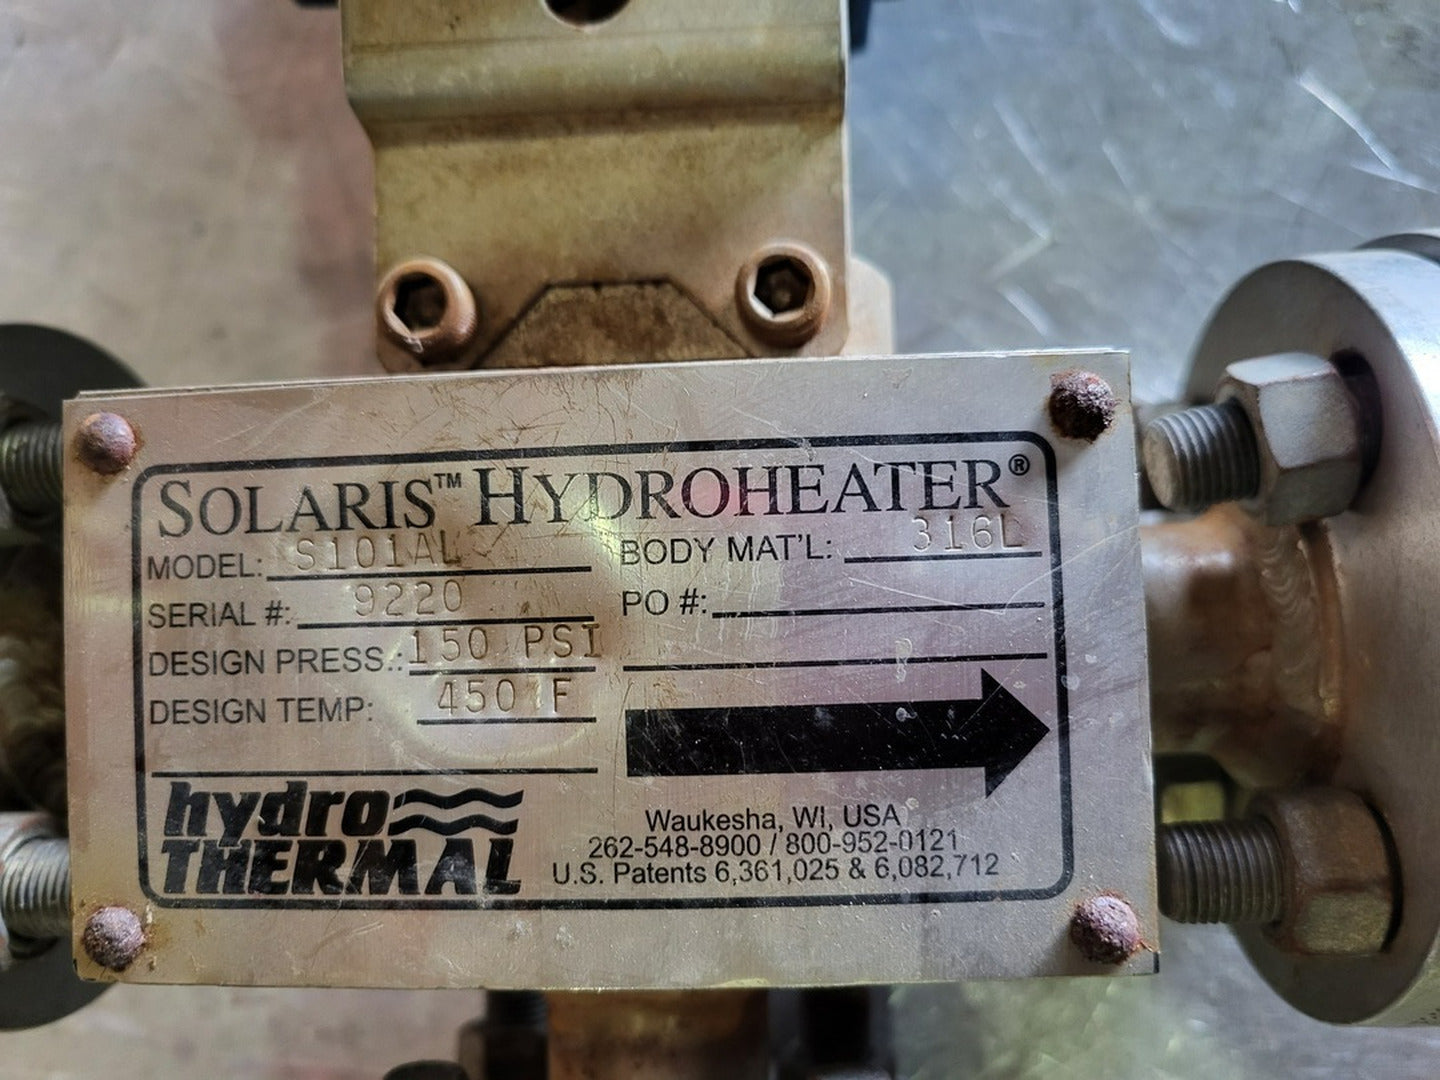 SOLARIS™ HYDROHEATER®
MODEL: S101AL
BODY MAT'L: 316L
SERIAL #: 9220
PO #:
DESIGN PRESS.: 150 PSI
DESIGN TEMP: 450 F
hydro
THERMAL
Waukesha, WI, USA
262-548-8900 / 800-952-0121
U.S. Patents 6,361,025 & 6,082,712